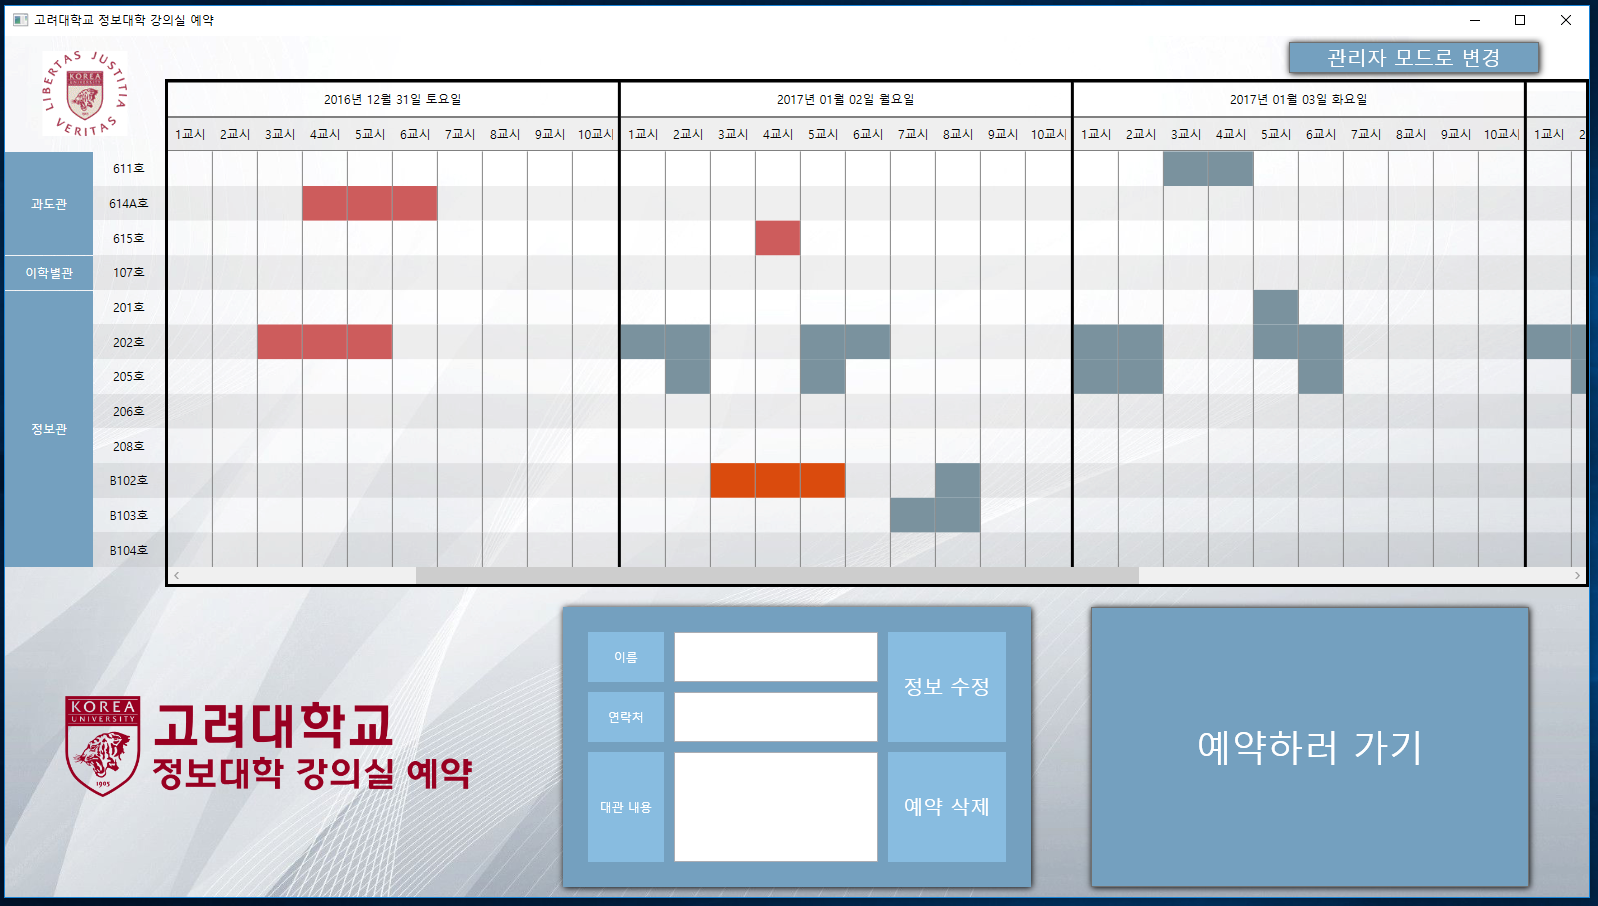 고려대학교 정보대학 강의실 예약
관리자 모드로 변경
LIBERTAS JUSTITIA VERITAS
KOREA
UNIVERSITY
2016년 12월 31일 토요일
2017년 01월 02일 월요일
2017년 01월 03일 화요일
1교시 2교시 3교시 4교시 5교시 6교시 7교시 8교시 9교시 10교시 1교시 2교시 3교시 4교시 5교시 6교시 7교시 8교시 9교시 10교시 1교시 2교시 3교시 4교시 5교시 6교시 7교시 8교시 9교시 10교시 1교시 2
과도관
611호
614A호
615호
이학별관
107호
정보관
201호
202호
205호
206호
208호
B102호
B103호
B104호
KOREA
UNIVERSITY
1905
고려대학교
정보대학 강의실 예약
이름
연락처
대관 내용
정보 수정
예약 삭제
예약하러 가기